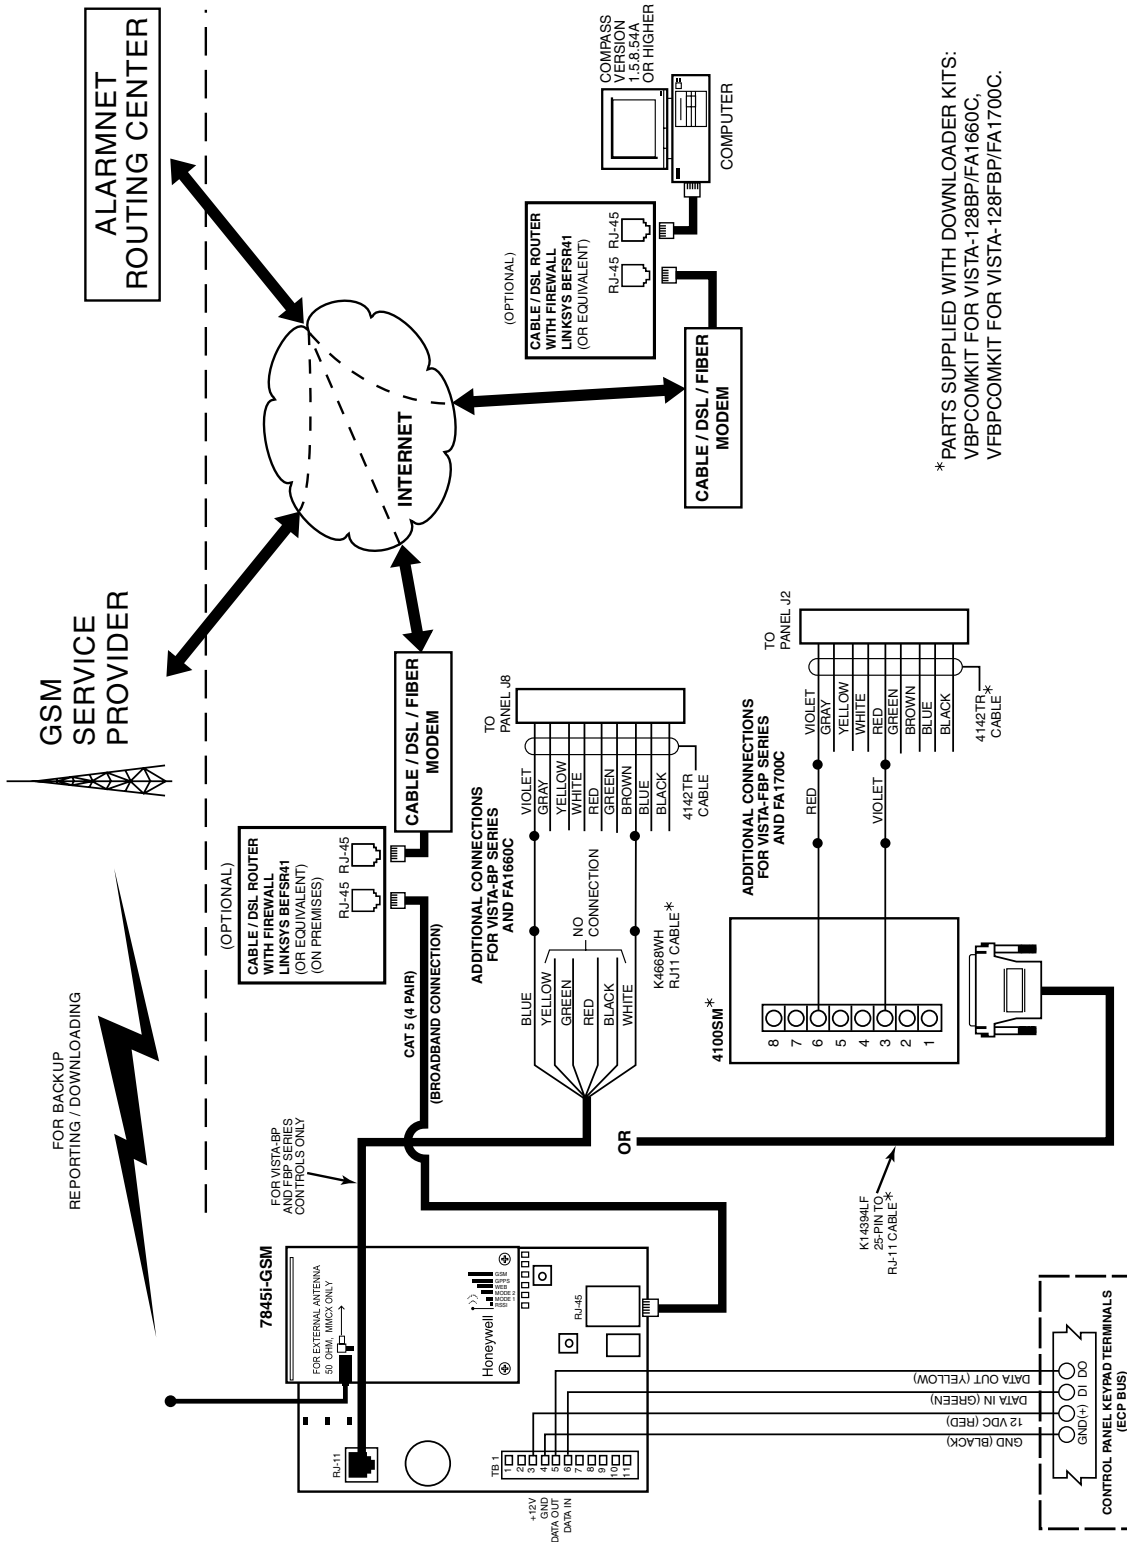 ALARMNET
ROUTING CENTER
GSM
SERVICE
PROVIDER
FOR BACKUP
REPORTING / DOWNLOADING
INTERNET
COMPASS
VERSION
1.5.8.54A
OR HIGHER
COMPUTER
(OPTIONAL)
CABLE / DSL ROUTER
WITH FIREWALL
LINKSYS BEFSR41
(OR EQUIVALENT)
RJ-45
RJ-45
CABLE / DSL / FIBER
MODEM
(OPTIONAL)
CABLE / DSL ROUTER
WITH FIREWALL
LINKSYS BEFSR41
(OR EQUIVALENT)
(ON PREMISES)
RJ-45
RJ-45
CABLE / DSL / FIBER
MODEM
CAT 5 (4 PAIR)
(BROADBAND CONNECTION)
FOR VISTA-BP
AND FBP SERIES
CONTROLS ONLY
7845i-GSM
FOR EXTERNAL ANTENNA
50 OHM, MMCX ONLY
Honeywell
GSM
GPPS
WEB
MODE 2
MODE 1
RSSI
RJ-45
RJ-11
TB 1
1
2
3
4
5
6
7
8
9
10
11
+12V
GND
DATA OUT
DATA IN
DATA OUT (YELLOW)
DATA IN (GREEN)
12 VDC (RED)
GND (BLACK)
GND (+) DI DO
CONTROL PANEL KEYPAD TERMINALS
(ECP BUS)
ADDITIONAL CONNECTIONS
FOR VISTA-BP SERIES
AND FA1660C
BLUE
YELLOW
GREEN
RED
BLACK
WHITE
NO
CONNECTION
K4668WH
RJ11 CABLE*
VIOLET
GRAY
YELLOW
WHITE
RED
GREEN
BROWN
BLUE
BLACK
TO
PANEL J8
4142TR
CABLE
OR
K14394LF
25-PIN TO
RJ-11 CABLE*
ADDITIONAL CONNECTIONS
FOR VISTA-FBP SERIES
AND FA1700C
4100SM*
8
7
6
5
4
3
2
1
RED
VIOLET
VIOLET
GRAY
YELLOW
WHITE
RED
GREEN
BROWN
BLUE
BLACK
TO
PANEL J2
4142TR*
CABLE
*PARTS SUPPLIED WITH DOWNLOADER KITS:
VBPCOMKIT FOR VISTA-128BP/FA1660C,
VFBPCOMKIT FOR VISTA-128FBP/FA1700C.